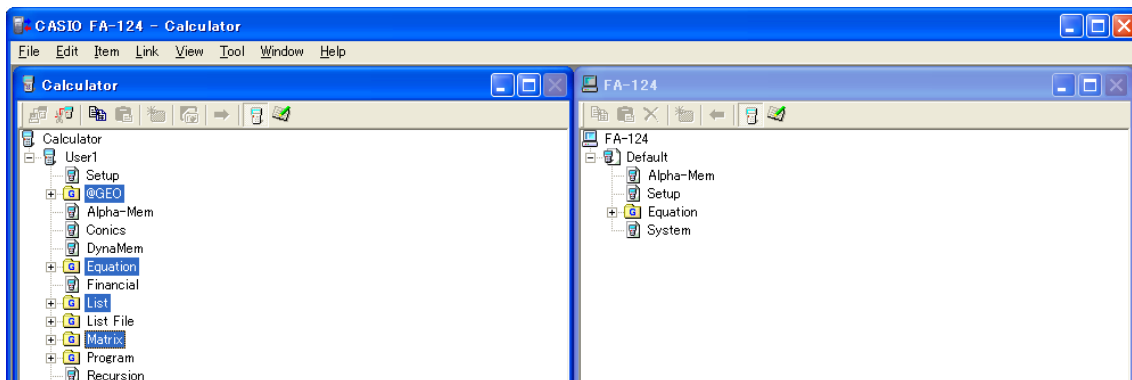 CASIO FA-124 - Calculator
File Edit Item Link View Tool Window Help
Calculator
Calculator
User1
Setup
@GEO
Alpha-Mem
Conics
DynaMem
Equation
Financial
List
List File
Matrix
Program
Recursion
FA-124
FA-124
Default
Alpha-Mem
Setup
Equation
System